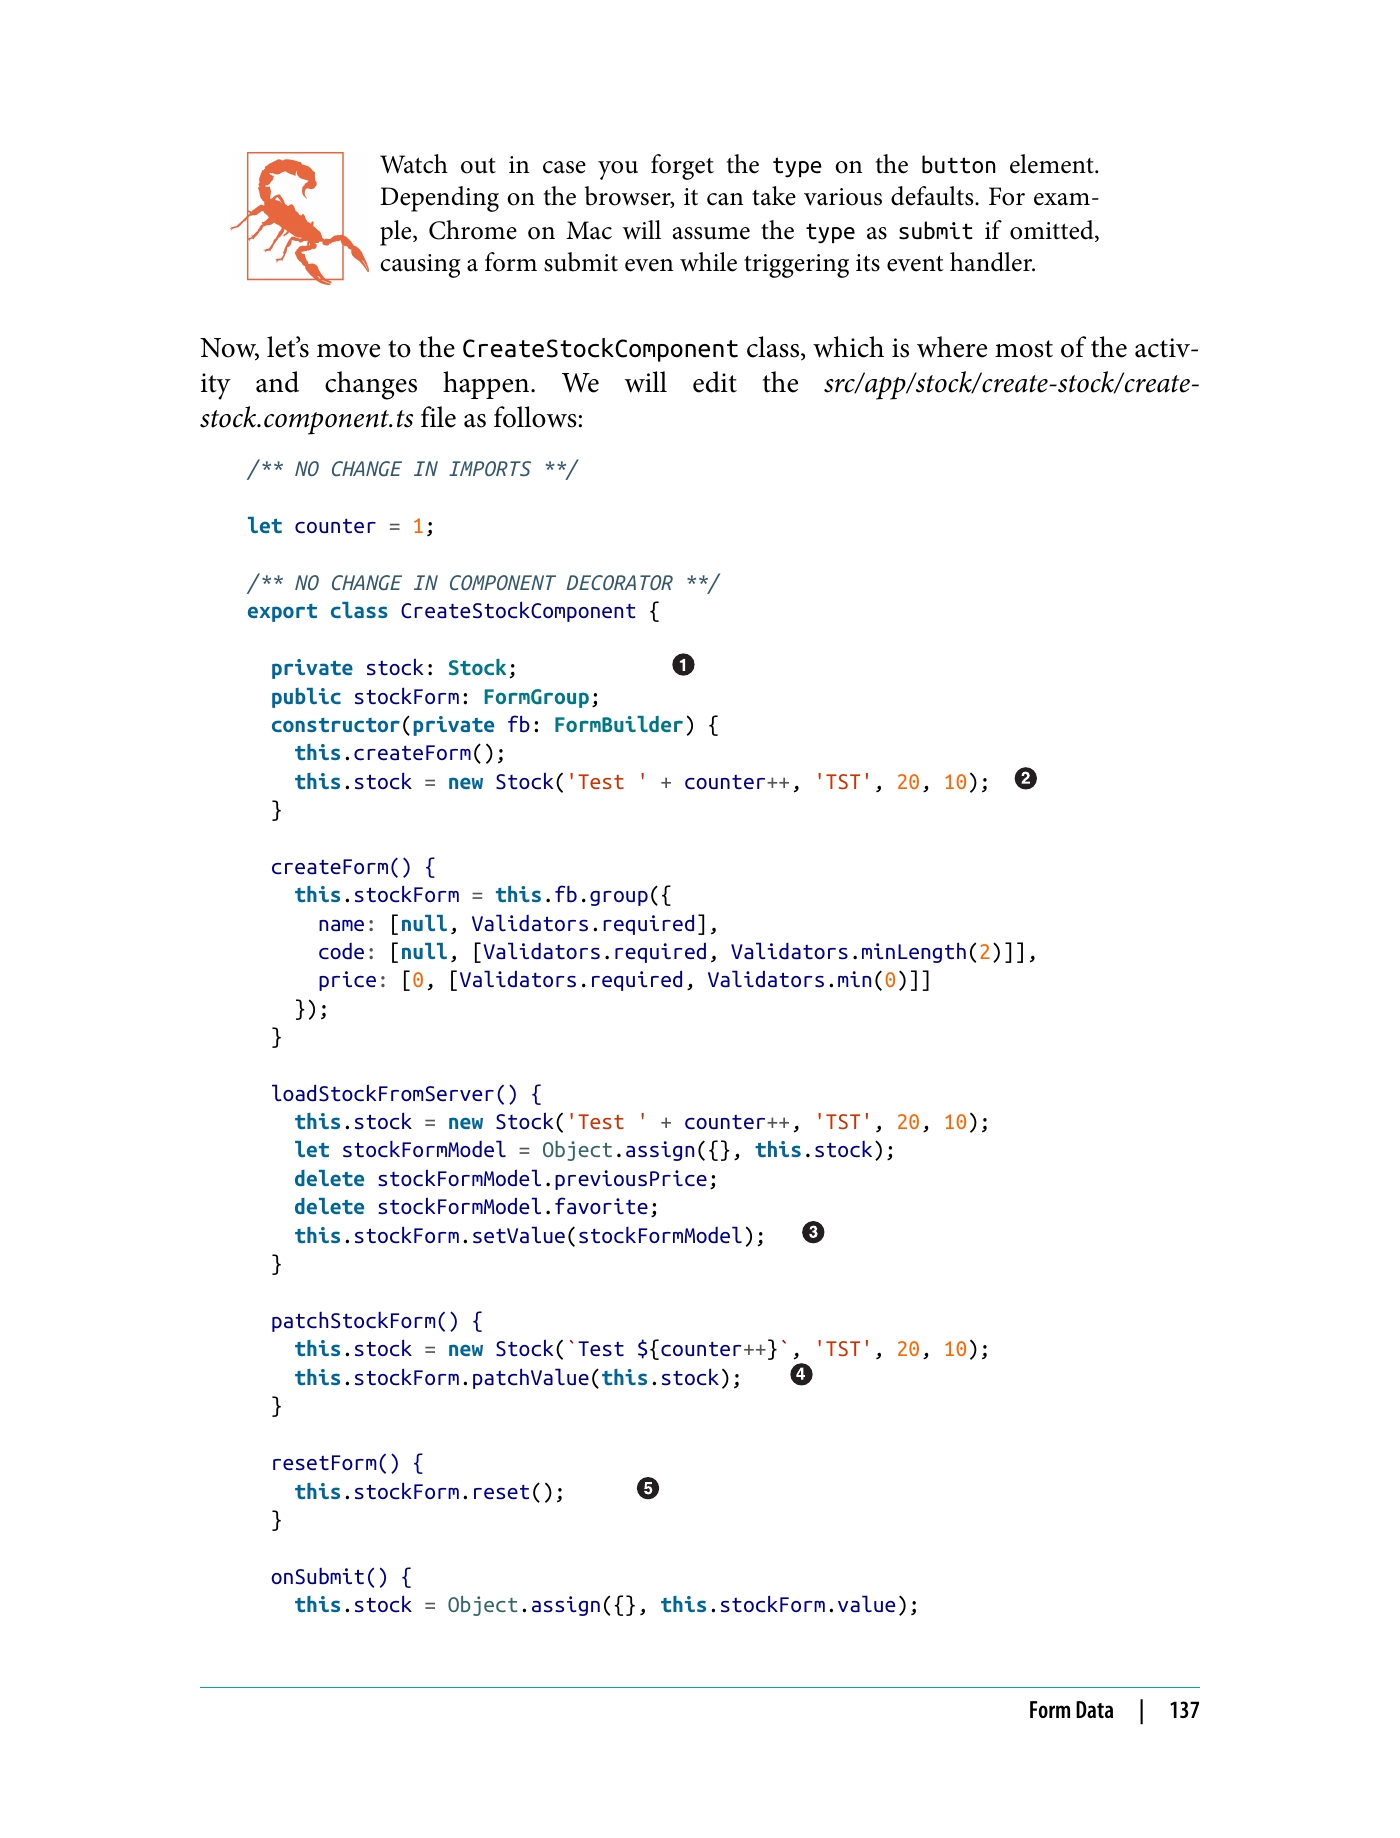 Watch out in case you forget the type on the button element.
Depending on the browser, it can take various defaults. For exam-
ple, Chrome on Mac will assume the type as submit if omitted,
causing a form submit even while triggering its event handler.
Now, let’s move to the CreateStockComponent class, which is where most of the activ-
ity and changes happen. We will edit the src/app/stock/create-stock/create-
stock.component.ts file as follows:
/** NO CHANGE IN IMPORTS **/
let counter = 1;
/** NO CHANGE IN COMPONENT DECORATOR **/
export class CreateStockComponent {
private stock: Stock; ❶
public stockForm: FormGroup;
constructor(private fb: FormBuilder) {
this.createForm();
this.stock = new Stock('Test ' + counter++, 'TST', 20, 10); ❷
}
createForm() {
this.stockForm = this.fb.group({
name: [null, Validators.required],
code: [null, [Validators.required, Validators.minLength(2)]],
price: [0, [Validators.required, Validators.min(0)]]
});
}
loadStockFromServer() {
this.stock = new Stock('Test ' + counter++, 'TST', 20, 10);
let stockFormModel = Object.assign({}, this.stock);
delete stockFormModel.previousPrice;
delete stockFormModel.favorite;
this.stockForm.setValue(stockFormModel); ❸
}
patchStockForm() {
this.stock = new Stock(`Test ${counter++}`, 'TST', 20, 10);
this.stockForm.patchValue(this.stock); ❹
}
resetForm() {
this.stockForm.reset(); ❺
}
onSubmit() {
this.stock = Object.assign({}, this.stockForm.value);
Form Data | 137